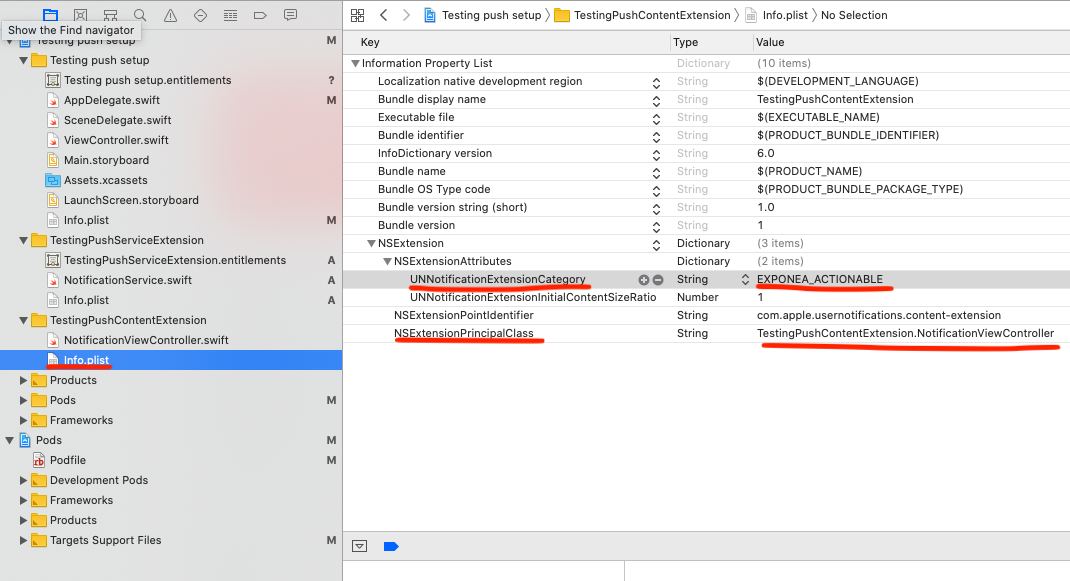 Testing push setup
TestingPushContentExtension
Info.plist
No Selection
Show the Find navigator
Testing push setup M
Testing push setup
Testing push setup.entitlements ?
AppDelegate.swift M
SceneDelegate.swift
ViewController.swift
Main.storyboard
Assets.xcassets
LaunchScreen.storyboard
Info.plist M
TestingPushServiceExtension
TestingPushServiceExtension.entitlements A
NotificationService.swift A
Info.plist A
TestingPushContentExtension
NotificationViewController.swift
Info.plist
Products
Pods M
Frameworks
Pods M
Podfile M
Development Pods
Frameworks
Products
Targets Support Files M
Key Type Value
Information Property List Dictionary (10 items)
Localization native development region String $(DEVELOPMENT_LANGUAGE)
Bundle display name String TestingPushContentExtension
Executable file String $(EXECUTABLE_NAME)
Bundle identifier String $(PRODUCT_BUNDLE_IDENTIFIER)
InfoDictionary version String 6.0
Bundle name String $(PRODUCT_NAME)
Bundle OS Type code String $(PRODUCT_BUNDLE_PACKAGE_TYPE)
Bundle version string (short) String 1.0
Bundle version String 1
NSExtension Dictionary (3 items)
NSExtensionAttributes Dictionary (2 items)
UNNotificationExtensionCategory String EXPONEA_ACTIONABLE
UNNotificationExtensionInitialContentSizeRatio Number 1
NSExtensionPointIdentifier String com.apple.usernotifications.content-extension
NSExtensionPrincipalClass String TestingPushContentExtension.NotificationViewController